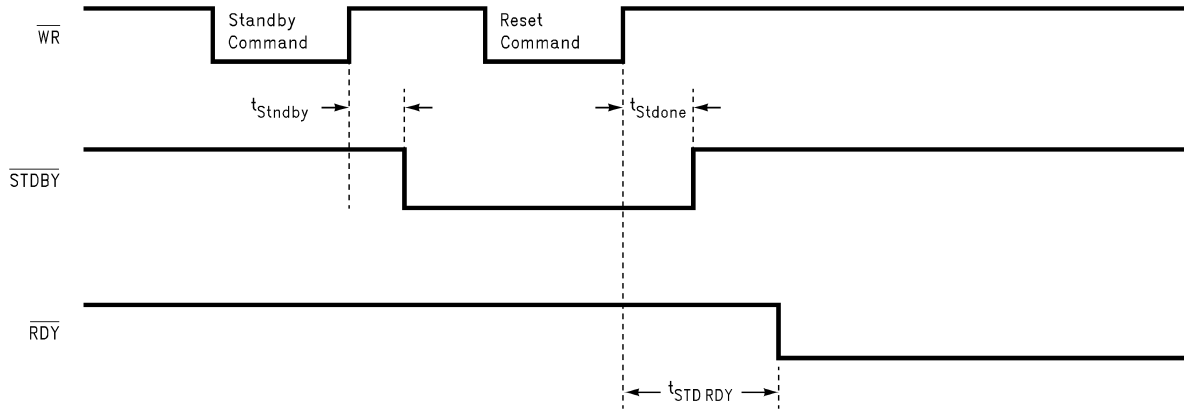 WR
Standby
Command
Reset
Command
tStndby
tStdone
STDBY
RDY
tSTD RDY